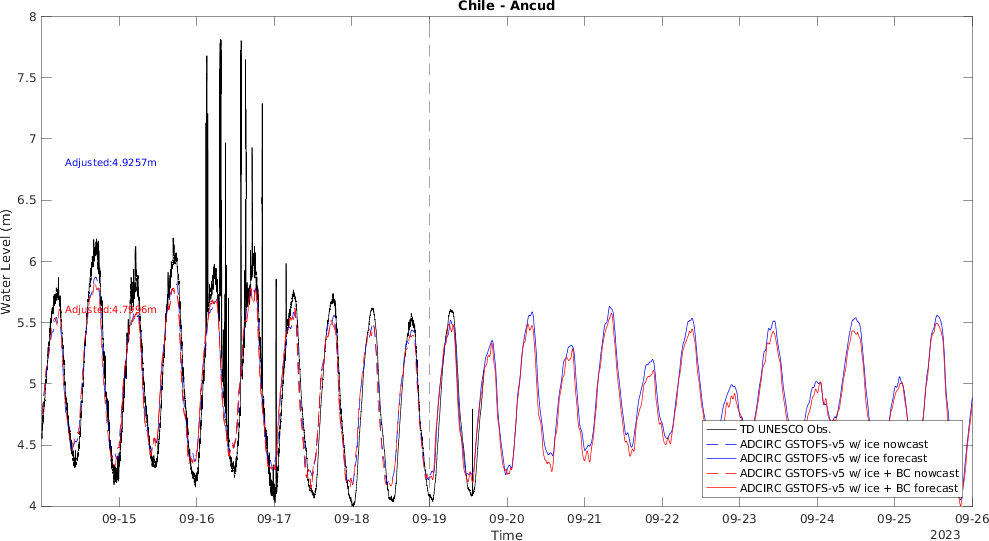 Chile - Ancud
8
7.5
7
6.5
6
5.5
5
4.5
4
Water Level (m)
Adjusted:4.9257m
Adjusted:4.7996m
TD UNESCO Obs.
ADCIRC GSTOFS-v5 w/ ice nowcast
ADCIRC GSTOFS-v5 w/ ice forecast
ADCIRC GSTOFS-v5 w/ ice + BC nowcast
ADCIRC GSTOFS-v5 w/ ice + BC forecast
09-15 09-16 09-17 09-18 09-19 09-20 09-21 09-22 09-23 09-24 09-25 09-26
Time
2023